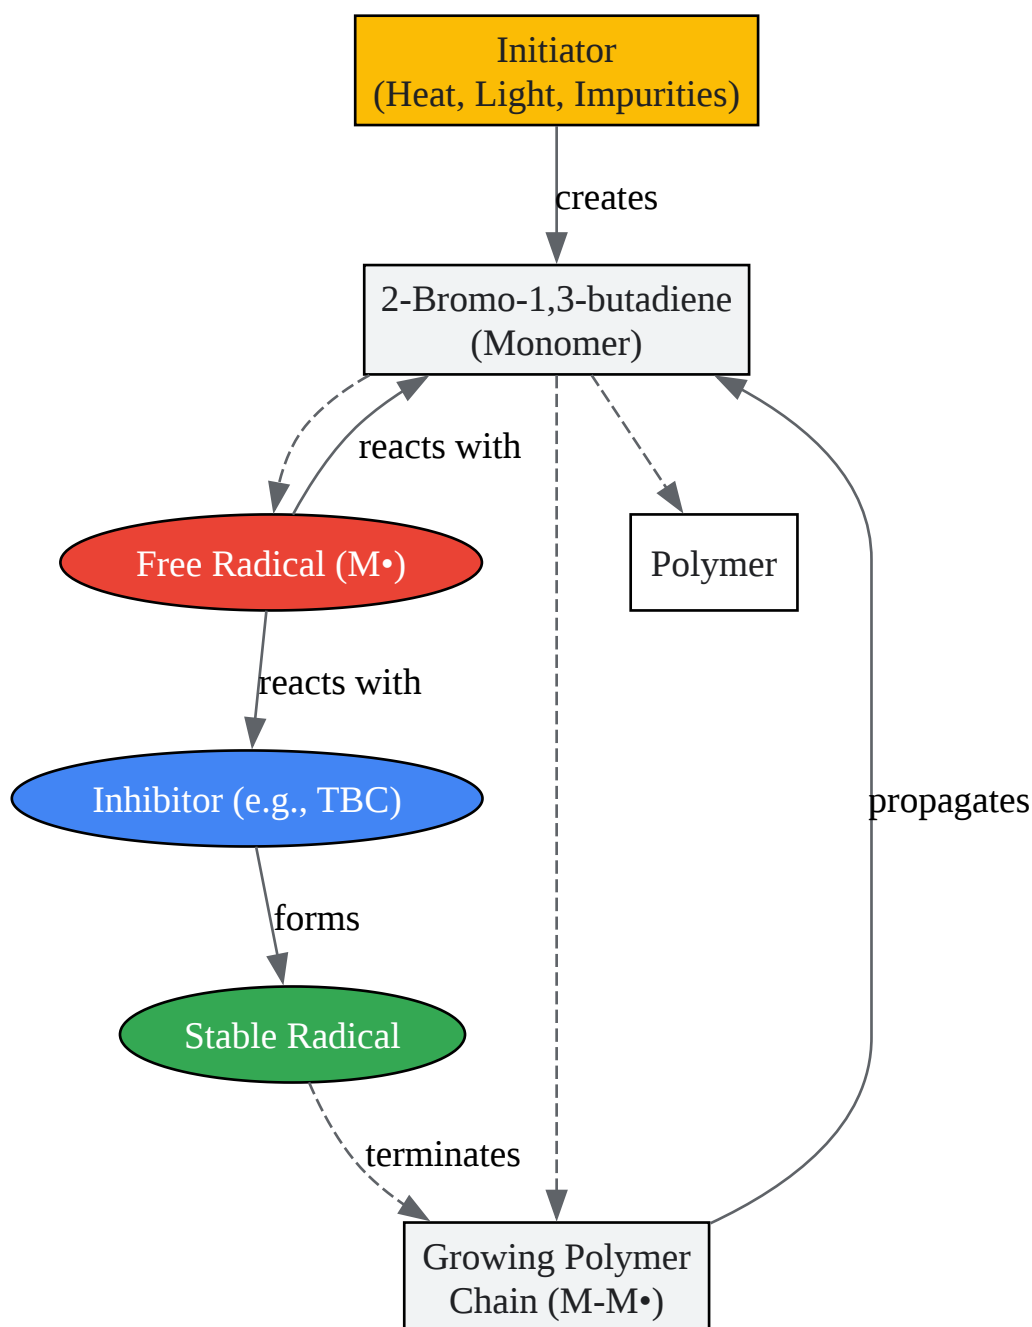 Initiator
(Heat, Light, Impurities)
creates
2-Bromo-1,3-butadiene
(Monomer)
reacts with
Free Radical (M•)
Polymer
reacts with
Inhibitor (e.g., TBC)
propagates
forms
Stable Radical
terminates
Growing Polymer
Chain (M-M•)